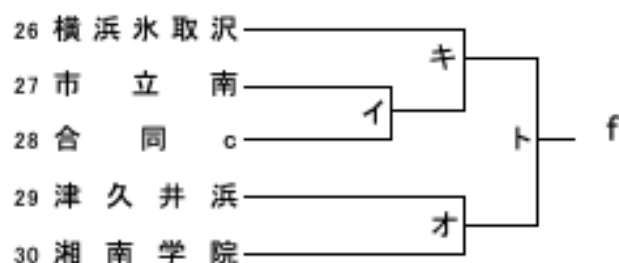 26 横浜氷取沢
キ
27 市立南
イ
ト f
28 合同c
29 津久井浜
オ
30 湘南学院